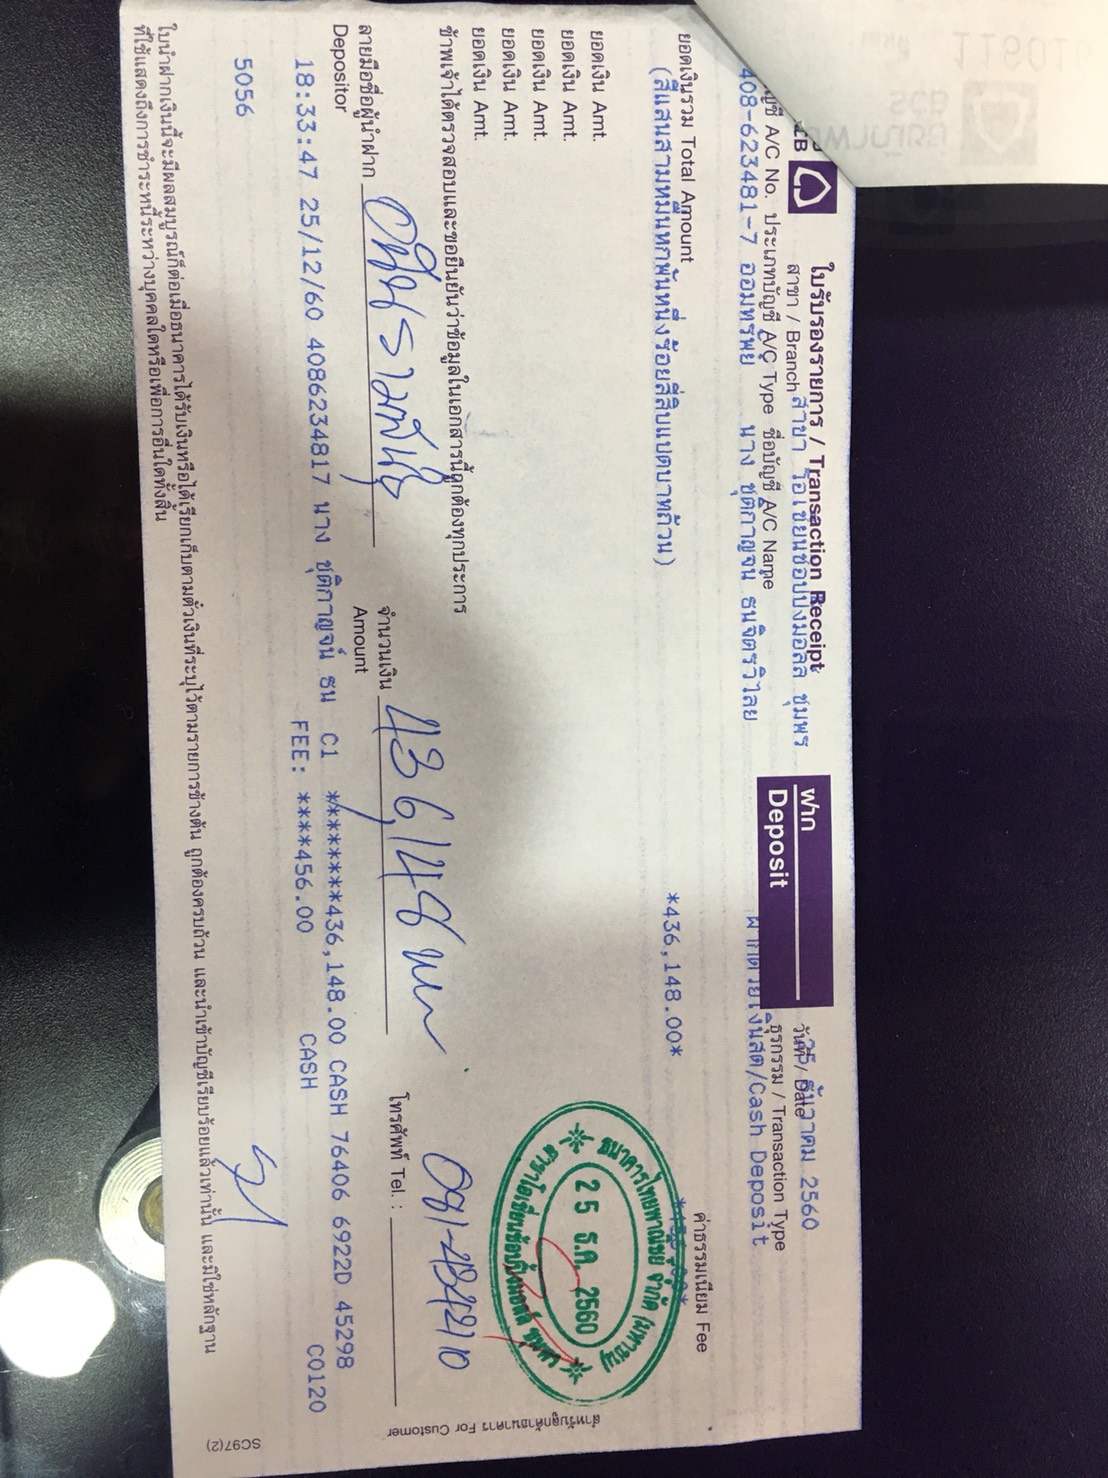 ใบรับรองรายการ / Transaction Receipt
สาขา / Branch สาขา โอเชี่ยนช้อปปิ้งมอลล์ ชุมพร
ฝาก
Deposit
วันที่/ Date 25 ธันวาคม 2560
ธุรกรรม / Transaction Type
ฝากด้วยเงินสด/Cash Deposit
A/C No. ประเภทบัญชี A/C Type ชื่อบัญชี A/C Name
408-623481-7 ออมทรัพย์ นาง ชุติกาญจน์ ธนจิตรวิไลย
ยอดเงินรวม Total Amount *436,148.00*
(สี่แสนสามหมื่นหกพันหนึ่งร้อยสี่สิบแปดบาทถ้วน)
ค่าธรรมเนียม Fee
ยอดเงิน Amt.
ยอดเงิน Amt.
ยอดเงิน Amt.
ยอดเงิน Amt.
ยอดเงิน Amt.
ธนาคารไทยพาณิชย์ จำกัด (มหาชน)
25 ธ.ค. 2560
สาขาโอเชี่ยนช้อปปิ้งมอลล์ ชุมพร
ข้าพเจ้าได้ตรวจสอบและขอยืนยันว่าข้อมูลในเอกสารนี้ถูกต้องทุกประการ
ลายมือชื่อผู้นำฝาก
Depositor
จำนวนเงิน 436,148 บาท
Amount
โทรศัพท์ Tel. :
18:33:47 25/12/60 4086234817 นาง ชุติกาญจน์ ธน C1 ********436,148.00 CASH 76406 6922D 45298
FEE: ****456.00 CASH C0120
5056
ใบนำฝากเงินนี้จะมีผลสมบูรณ์ก็ต่อเมื่อธนาคารได้รับเงินหรือได้เรียกเก็บตามตั๋วเงินที่ระบุไว้ตามรายการข้างต้น ถูกต้องครบถ้วน และนำเข้าบัญชีเรียบร้อยแล้วเท่านั้น และมิใช่หลักฐาน
ที่ใช้แสดงถึงการชำระหนี้ระหว่างบุคคลใดหรือเพื่อการอื่นใดทั้งสิ้น
สำหรับลูกค้าธนาคาร For Customer
SC97(2)
SCB